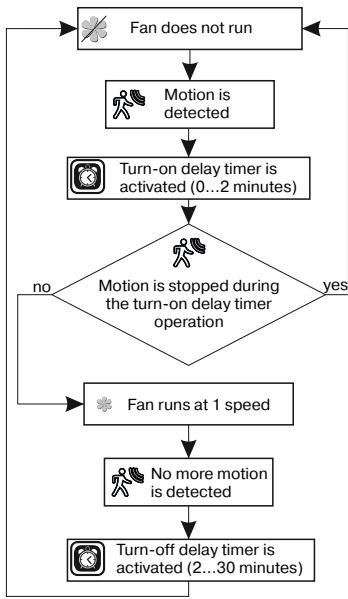 Fan does not run
Motion is
detected
Turn-on delay timer is
activated (0...2 minutes)
no
yes
Motion is stopped during
the turn-on delay timer
operation
Fan runs at 1 speed
No more motion
is detected
Turn-off delay timer is
activated (2...30 minutes)